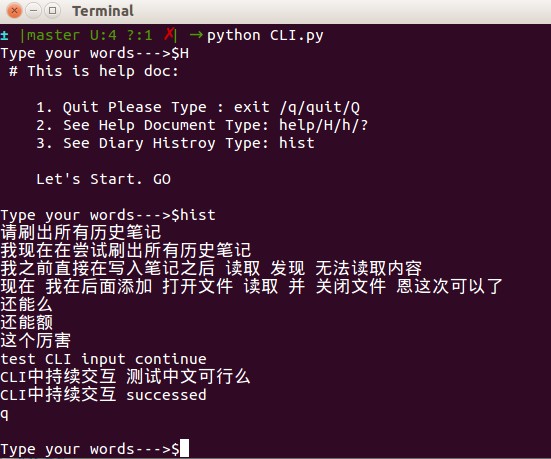 Terminal
± |master U:4 ?:1 ✗| →python CLI.py
Type your words--->$H
# This is help doc:
1. Quit Please Type : exit /q/quit/Q
2. See Help Document Type: help/H/h/?
3. See Diary Histroy Type: hist
Let's Start. GO
Type your words--->$hist
请刷出所有历史笔记
我现在在尝试刷出所有历史笔记
我之前直接在写入笔记之后 读取 发现 无法读取内容
现在 我在后面添加 打开文件 读取 并 关闭文件 恩这次可以了
还能么
还能额
这个厉害
test CLI input continue
CLI中持续交互 测试中文可行么
CLI中持续交互 successed
q
Type your words--->$